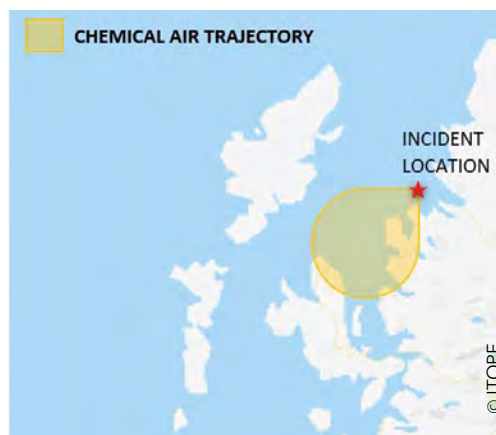 CHEMICAL AIR TRAJECTORY
INCIDENT
LOCATION
© ITOPF